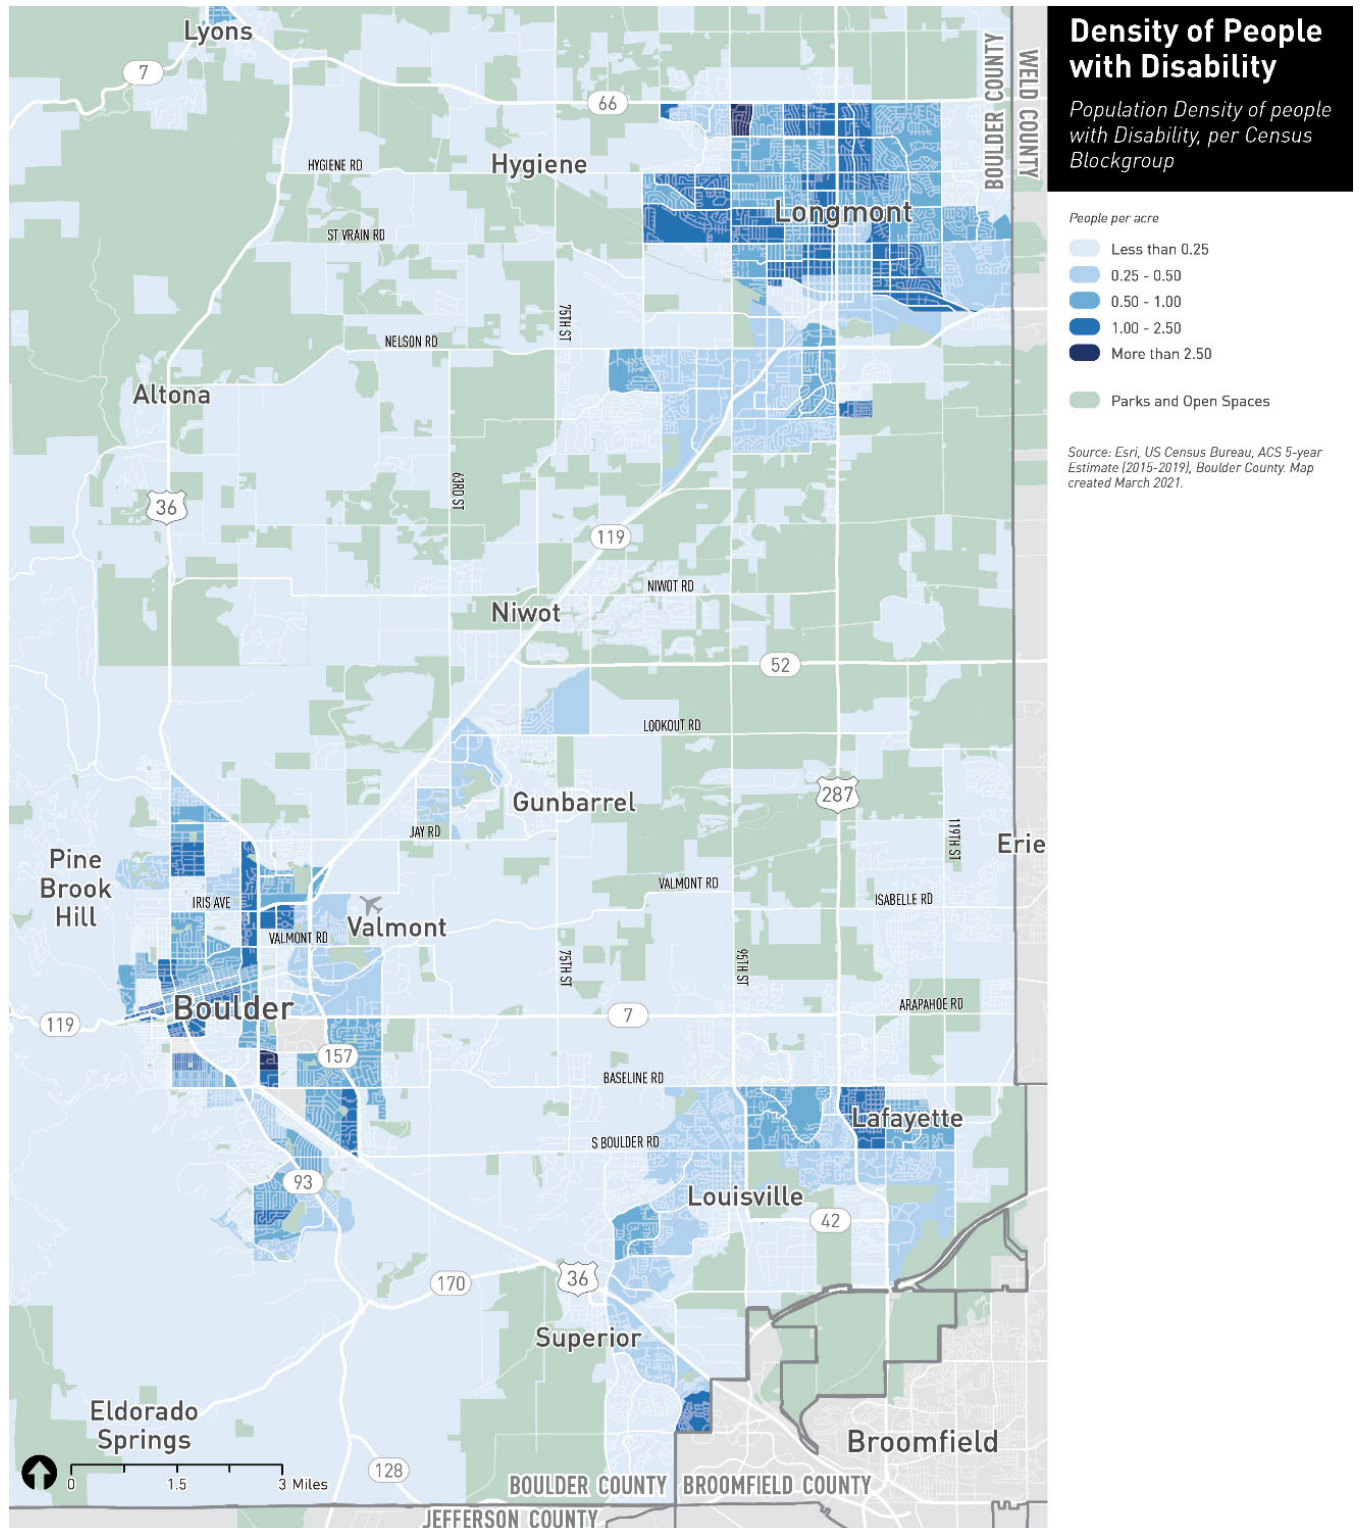 Density of People
with Disability
Population Density of people
with Disability, per Census
Blockgroup
People per acre
Less than 0.25
0.25 - 0.50
0.50 - 1.00
1.00 - 2.50
More than 2.50
Parks and Open Spaces
Source: Esri, US Census Bureau, ACS 5-year
Estimate (2015-2019), Boulder County. Map
created March 2021.
Lyons
7
66
BOULDER COUNTY
WELD COUNTY
HYGIENE RD
Hygiene
Longmont
ST VRAIN RD
75TH ST
NELSON RD
Altona
63RD ST
36
119
NIWOT RD
Niwot
52
LOOKOUT RD
287
Gunbarrel
JAY RD
119TH ST
Erie
Pine
Brook
Hill
VALMONT RD
ISABELLE RD
IRIS AVE
Valmont
VALMONT RD
75TH ST
95TH ST
Boulder
ARAPAHOE RD
119
7
157
BASELINE RD
Lafayette
S BOULDER RD
93
Louisville
42
36
170
Superior
Eldorado
Springs
Broomfield
128
0
1.5
3 Miles
BOULDER COUNTY
BROOMFIELD COUNTY
JEFFERSON COUNTY